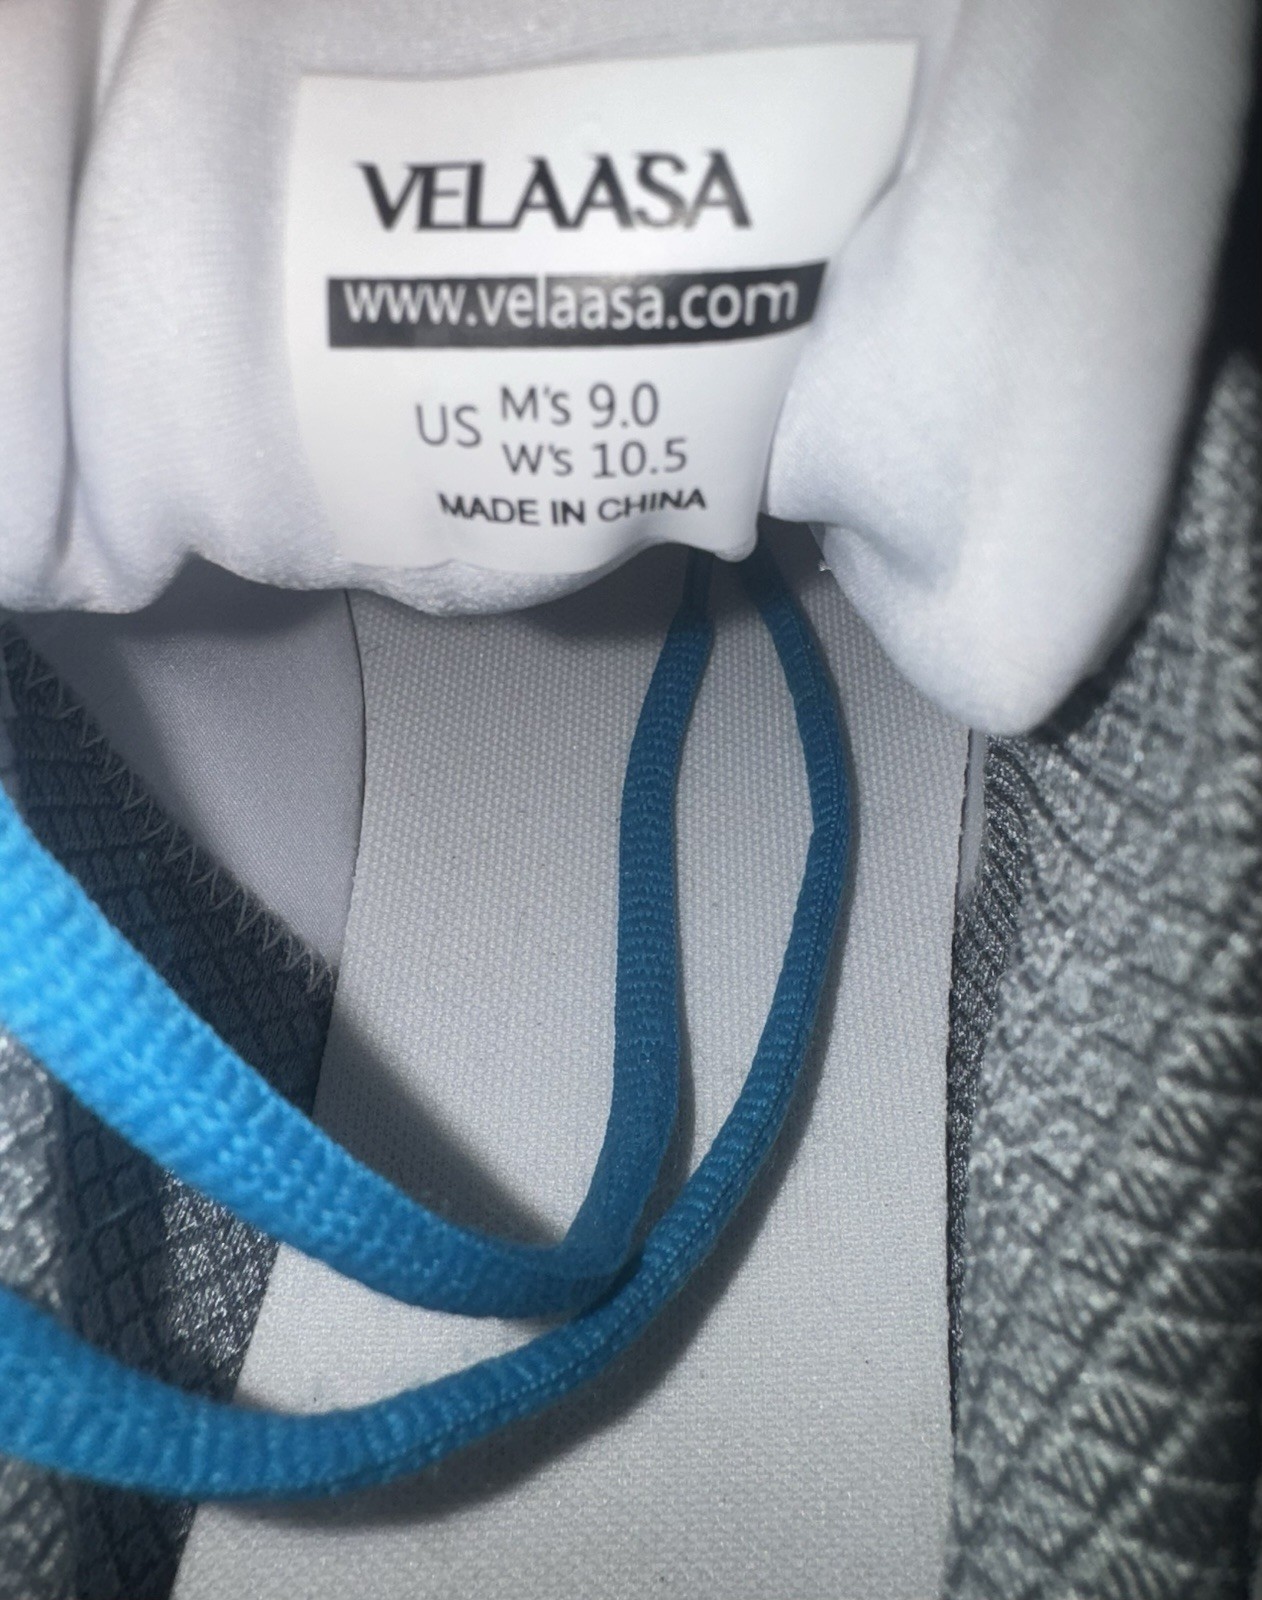 VELAASA
www.velaasa.com
US M's 9.0
W's 10.5
MADE IN CHINA